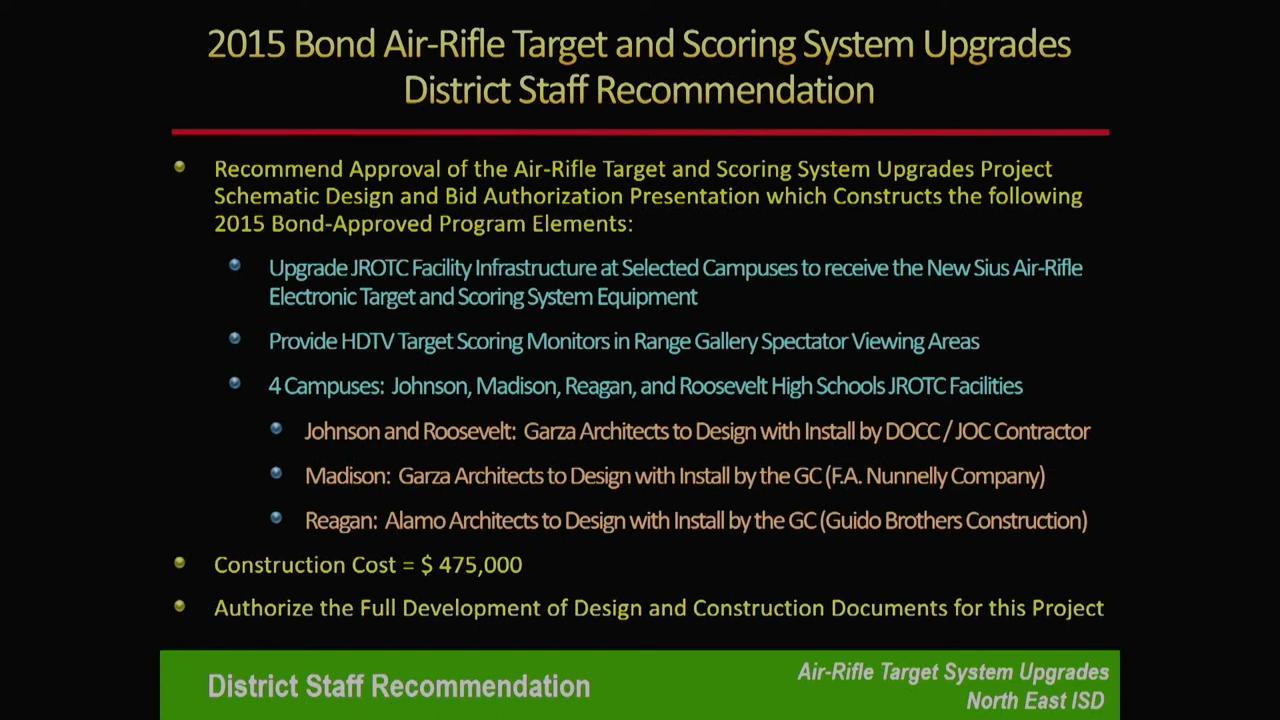 2015 Bond Air-Rifle Target and Scoring System Upgrades
District Staff Recommendation
Recommend Approval of the Air-Rifle Target and Scoring System Upgrades Project
Schematic Design and Bid Authorization Presentation which Constructs the following
2015 Bond-Approved Program Elements:
Upgrade JROTC Facility Infrastructure at Selected Campuses to receive the New Sius Air-Rifle
Electronic Target and Scoring System Equipment
Provide HDTV Target Scoring Monitors in Range Gallery Spectator Viewing Areas
4 Campuses: Johnson, Madison, Reagan, and Roosevelt High Schools JROTC Facilities
Johnson and Roosevelt: Garza Architects to Design with Install by DOCC / JOC Contractor
Madison: Garza Architects to Design with Install by the GC (F.A. Nunnelly Company)
Reagan: Alamo Architects to Design with Install by the GC (Guido Brothers Construction)
Construction Cost = $ 475,000
Authorize the Full Development of Design and Construction Documents for this Project
District Staff Recommendation
Air-Rifle Target System Upgrades
North East ISD